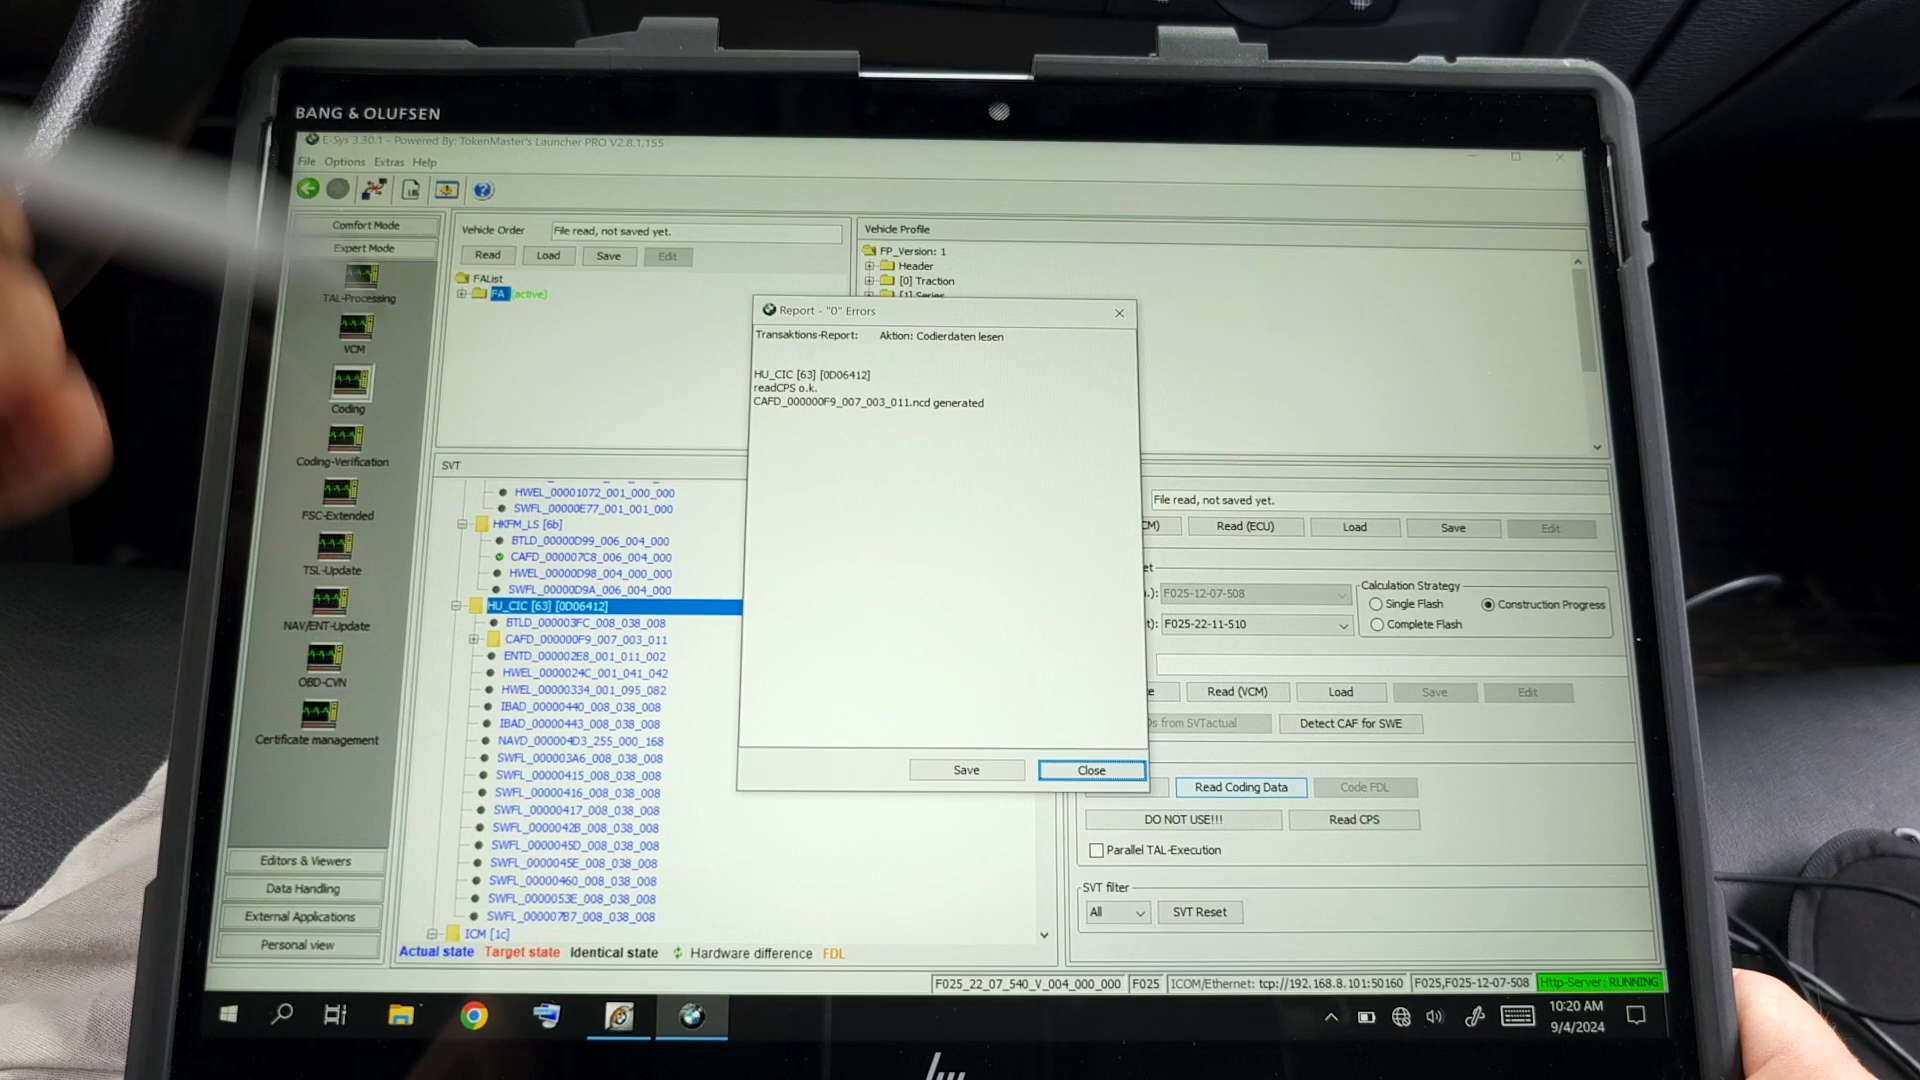 BANG & OLUFSEN
E-Sys 3.30.1 - Powered By: TokenMaster's Launcher PRO V2.8.1.155
File Options Extras Help
Comfort Mode
Expert Mode
TAL-Processing
VCM
Coding
Coding-Verification
FSC-Extended
TSL-Update
NAV/ENT-Update
OBD-CVN
Certificate management
Editors & Viewers
Data Handling
External Applications
Personal view
Vehicle Order
File read, not saved yet.
Read
Load
Save
Edit
FAList
FA (active)
Vehicle Profile
FP_Version: 1
Header
[0] Traction
[1] Series
Report - "0" Errors
Transaktions-Report: Aktion: Codierdaten lesen
HU_CIC [63] [0D06412]
readCPS o.k.
CAFD_000000F9_007_003_011.ncd generated
Save
Close
SVT
HWEL_00001072_001_000_000
SWFL_00000E77_001_001_000
HKFM_LS [6b]
BTLD_00000D99_006_004_000
CAFD_000007C8_006_004_000
HWEL_00000D98_004_000_000
SWFL_00000D9A_006_004_000
HU_CIC [63] [0D06412]
BTLD_000003FC_008_038_008
CAFD_000000F9_007_003_011
ENTD_000002E8_001_011_002
HWEL_0000024C_001_041_042
HWEL_00000334_001_095_082
IBAD_00000440_008_038_008
IBAD_00000443_008_038_008
NAVD_000004D3_255_000_168
SWFL_000003A6_008_038_008
SWFL_00000415_008_038_008
SWFL_00000416_008_038_008
SWFL_00000417_008_038_008
SWFL_0000042B_008_038_008
SWFL_0000045D_008_038_008
SWFL_0000045E_008_038_008
SWFL_00000460_008_038_008
SWFL_0000053E_008_038_008
SWFL_000007B7_008_038_008
ICM [1c]
Actual state Target state Identical state Hardware difference FDL
File read, not saved yet.
CM)
Read (ECU)
Load
Save
Edit
et
.):
F025-12-07-508
t):
F025-22-11-510
Calculation Strategy
Single Flash
Construction Progress
Complete Flash
e
Read (VCM)
Load
Save
Edit
Ds from SVTactual
Detect CAF for SWE
Read Coding Data
Code FDL
DO NOT USE!!!
Read CPS
Parallel TAL-Execution
SVT filter
All
SVT Reset
F025_22_07_540_V_004_000_000
F025
ICOM/Ethernet: tcp://192.168.8.101:50160
F025,F025-12-07-508
Http-Server: RUNNING
10:20 AM
9/4/2024
hp